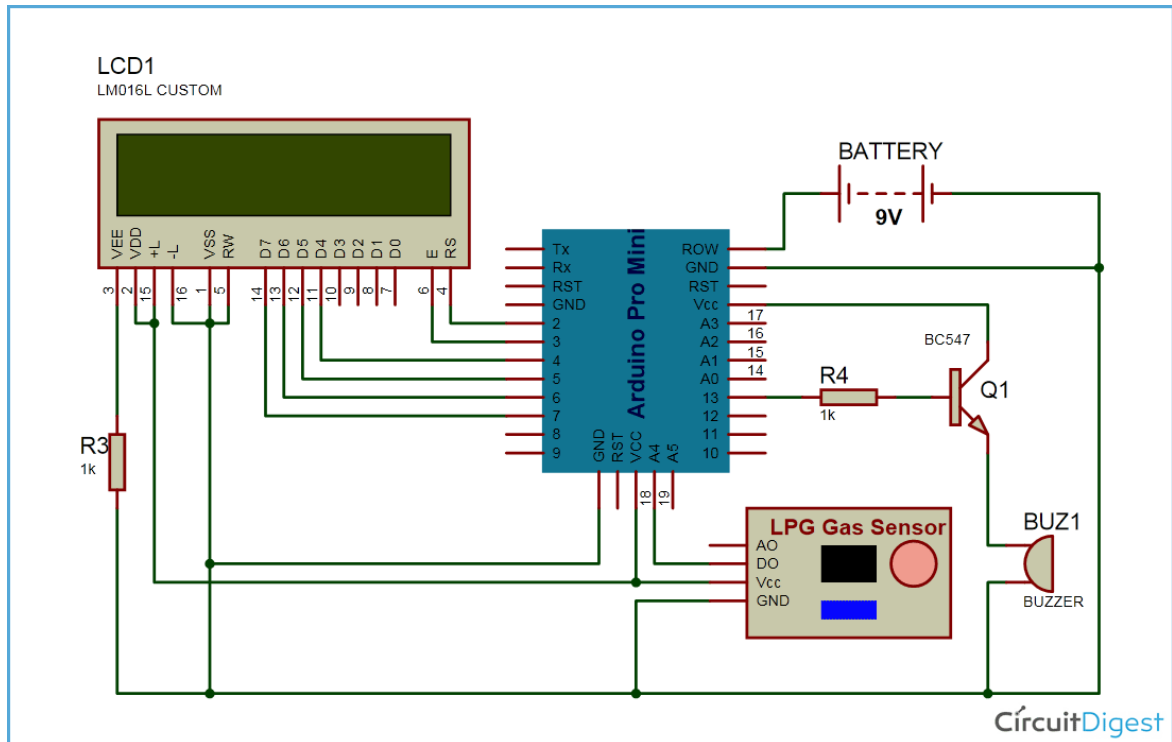 LCD1
LM016L CUSTOM
VEE VDD +L -L VSS RW D7 D6 D5 D4 D3 D2 D1 D0 E RS
3 2 15 16 1 5 14 13 12 11 10 9 8 7 6 4
BATTERY
9V
Arduino Pro Mini
Tx
Rx
RST
GND
2
3
4
5
6
7
8
9
ROW
GND
RST
Vcc
A3 17
A2 16
A1 15
A0 14
13
12
11
10
GND RST VCC A4 A5
18 19
BC547
Q1
R4
1k
R3
1k
LPG Gas Sensor
AO
DO
Vcc
GND
BUZ1
BUZZER
CircuitDigest